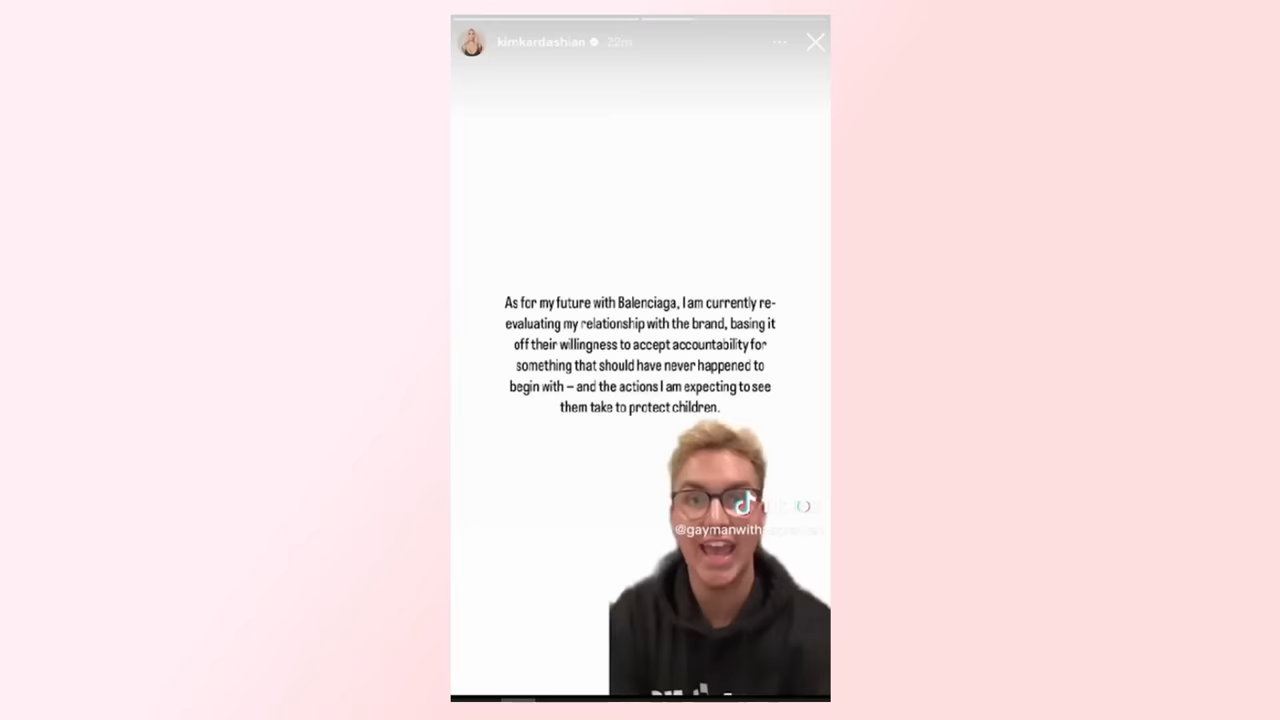 kimkardashian 22m
As for my future with Balenciaga, I am currently re-
evaluating my relationship with the brand, basing it
off their willingness to accept accountability for
something that should have never happened to
begin with – and the actions I am expecting to see
them take to protect children.
@gaymanwith